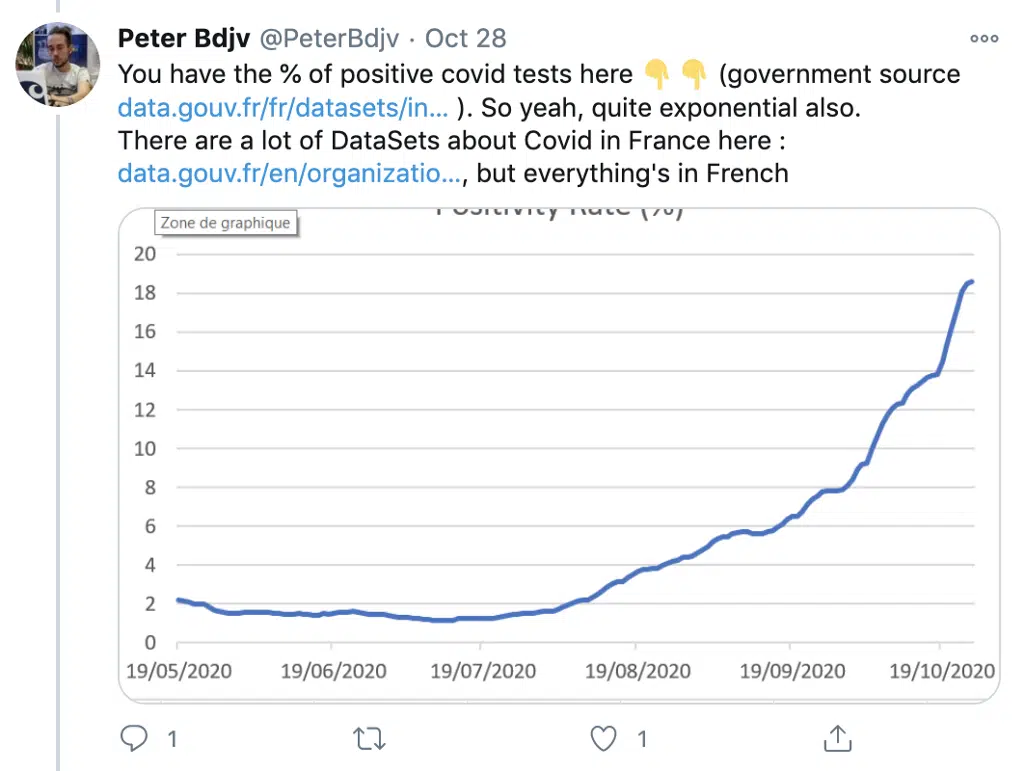 Peter Bdjv @PeterBdjv · Oct 28
You have the % of positive covid tests here 👇 👇 (government source
data.gouv.fr/fr/datasets/in... ). So yeah, quite exponential also.
There are a lot of DataSets about Covid in France here :
data.gouv.fr/en/organizatio..., but everything's in French
Positivity Rate (%)
Zone de graphique
20
18
16
14
12
10
8
6
4
2
0
19/05/2020 19/06/2020 19/07/2020 19/08/2020 19/09/2020 19/10/2020
1 1